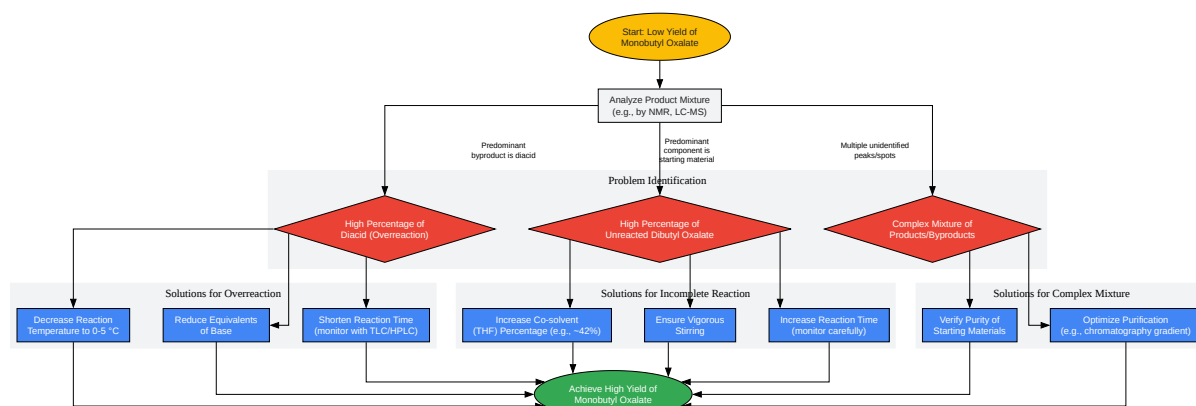 Start: Low Yield of
Monobutyl Oxalate
Analyze Product Mixture
(e.g., by NMR, LC-MS)
Predominant
byproduct is diacid
Predominant
component is
starting material
Multiple unidentified
peaks/spots
Problem Identification
High Percentage of
Diacid (Overreaction)
High Percentage of
Unreacted Dibutyl Oxalate
Complex Mixture of
Products/Byproducts
Solutions for Overreaction
Decrease Reaction
Temperature to 0-5 °C
Reduce Equivalents
of Base
Shorten Reaction Time
(monitor with TLC/HPLC)
Solutions for Incomplete Reaction
Increase Co-solvent
(THF) Percentage (e.g., ~42%)
Ensure Vigorous
Stirring
Increase Reaction Time
(monitor carefully)
Solutions for Complex Mixture
Verify Purity of
Starting Materials
Optimize Purification
(e.g., chromatography gradient)
Achieve High Yield of
Monobutyl Oxalate